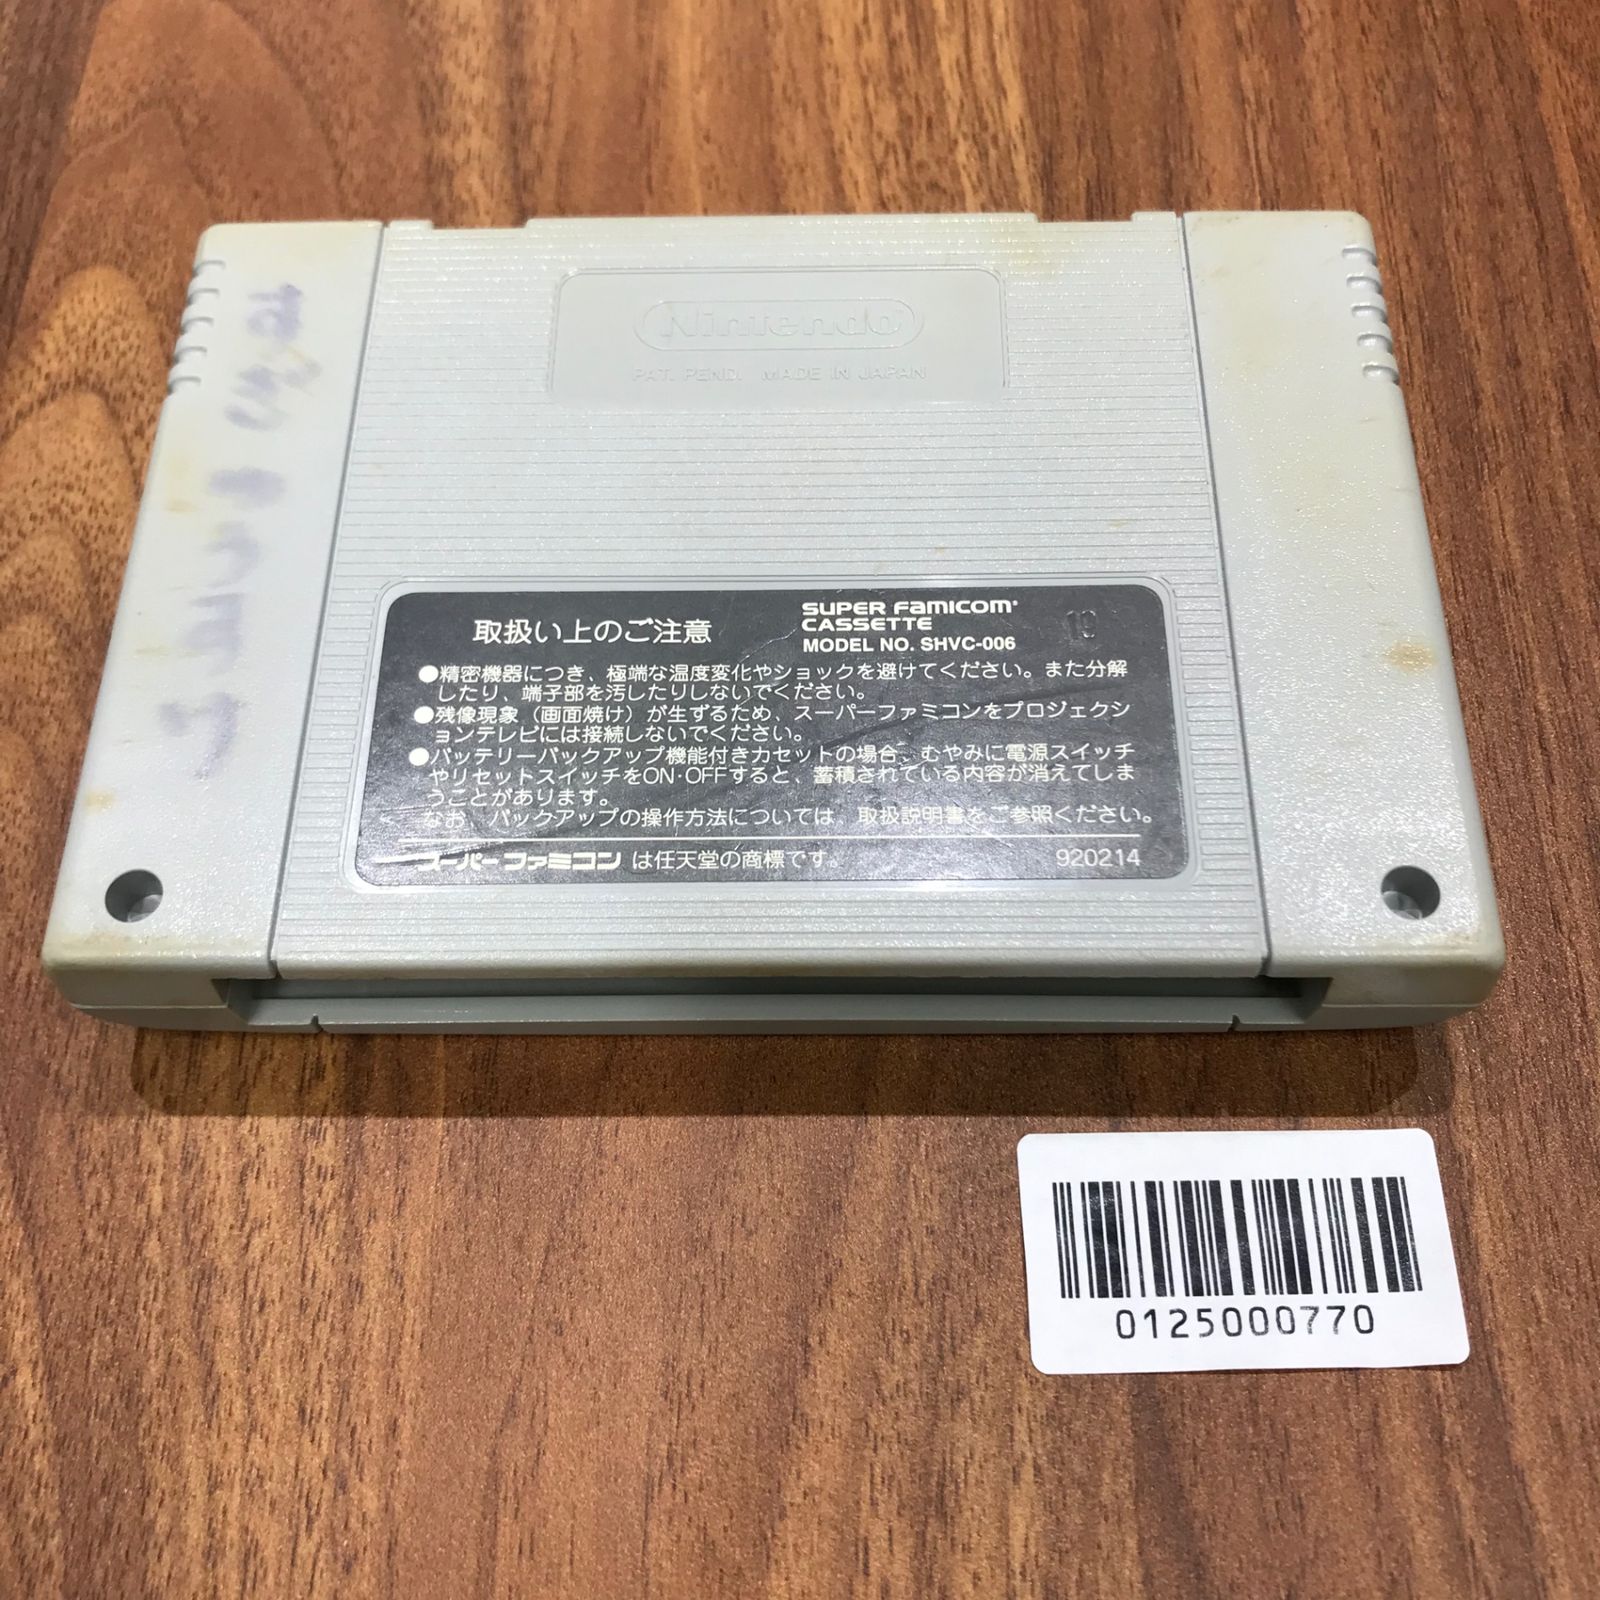 Nintendo
PAT. PEND. MADE IN JAPAN
取扱い上のご注意
SUPER FAMICOM
CASSETTE
MODEL NO. SHVC-006
19
●精密機器につき、極端な温度変化やショックを避けてください。また分解
したり、端子部を汚したりしないでください。
●残像現象（画面焼け）が生ずるため、スーパーファミコンをプロジェクシ
ョンテレビには接続しないでください。
●バッテリーバックアップ機能付きカセットの場合、むやみに電源スイッチ
やリセットスイッチをON·OFFすると、蓄積されている内容が消えてしま
うことがあります。
なお バックアップの操作方法については、取扱説明書をご参照ください。
スーパーファミコン は任天堂の商標です。
920214
0125000770